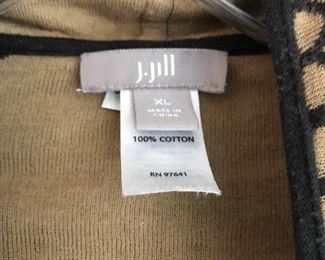 J.Jill
XL
MADE IN
CHINA
100% COTTON
RN 97641